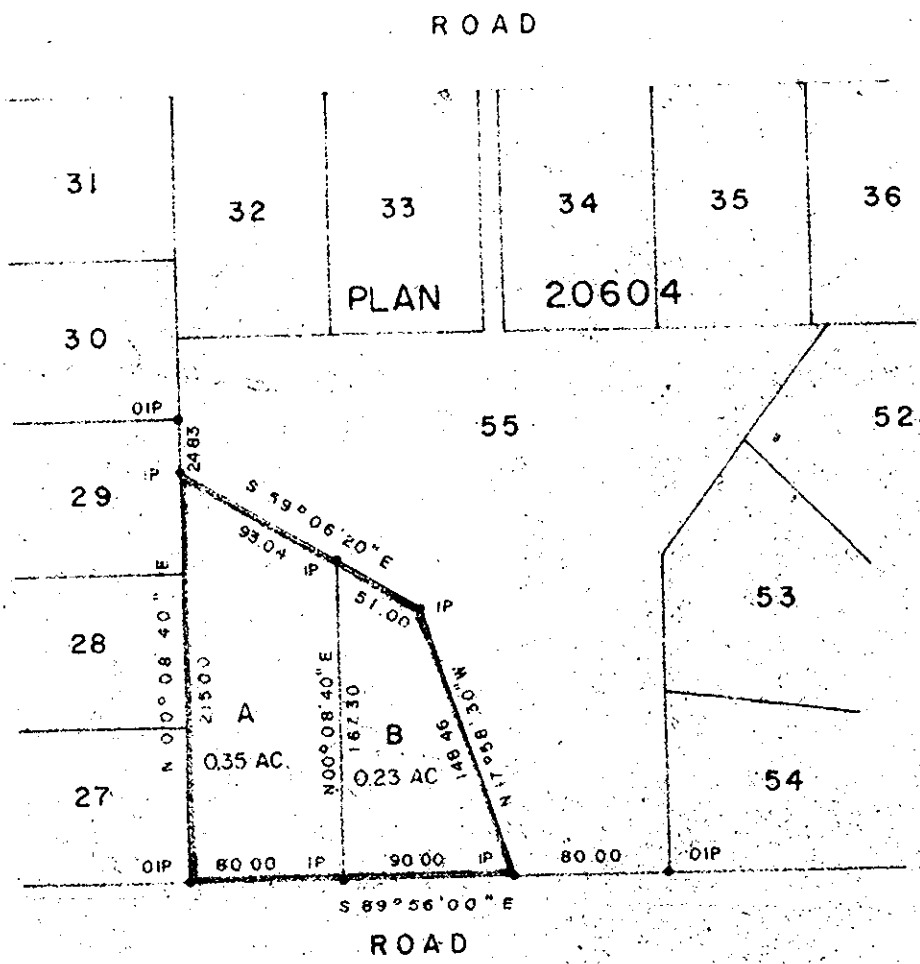 ROAD
31
32
33
34
35
36
PLAN 20604
30
OIP
55
52
24.83
IP
29
S 59° 06' 20" E
93.04
IP
51.00
IP
53
28
N 00° 08' 40" E
215.00
N00° 08' 40" E
167.30
148.46
N 17° 58' 30" W
A
0.35 AC.
B
0.23 AC
27
54
OIP
80.00
IP
90.00
IP
80.00
OIP
S 89° 56' 00" E
ROAD